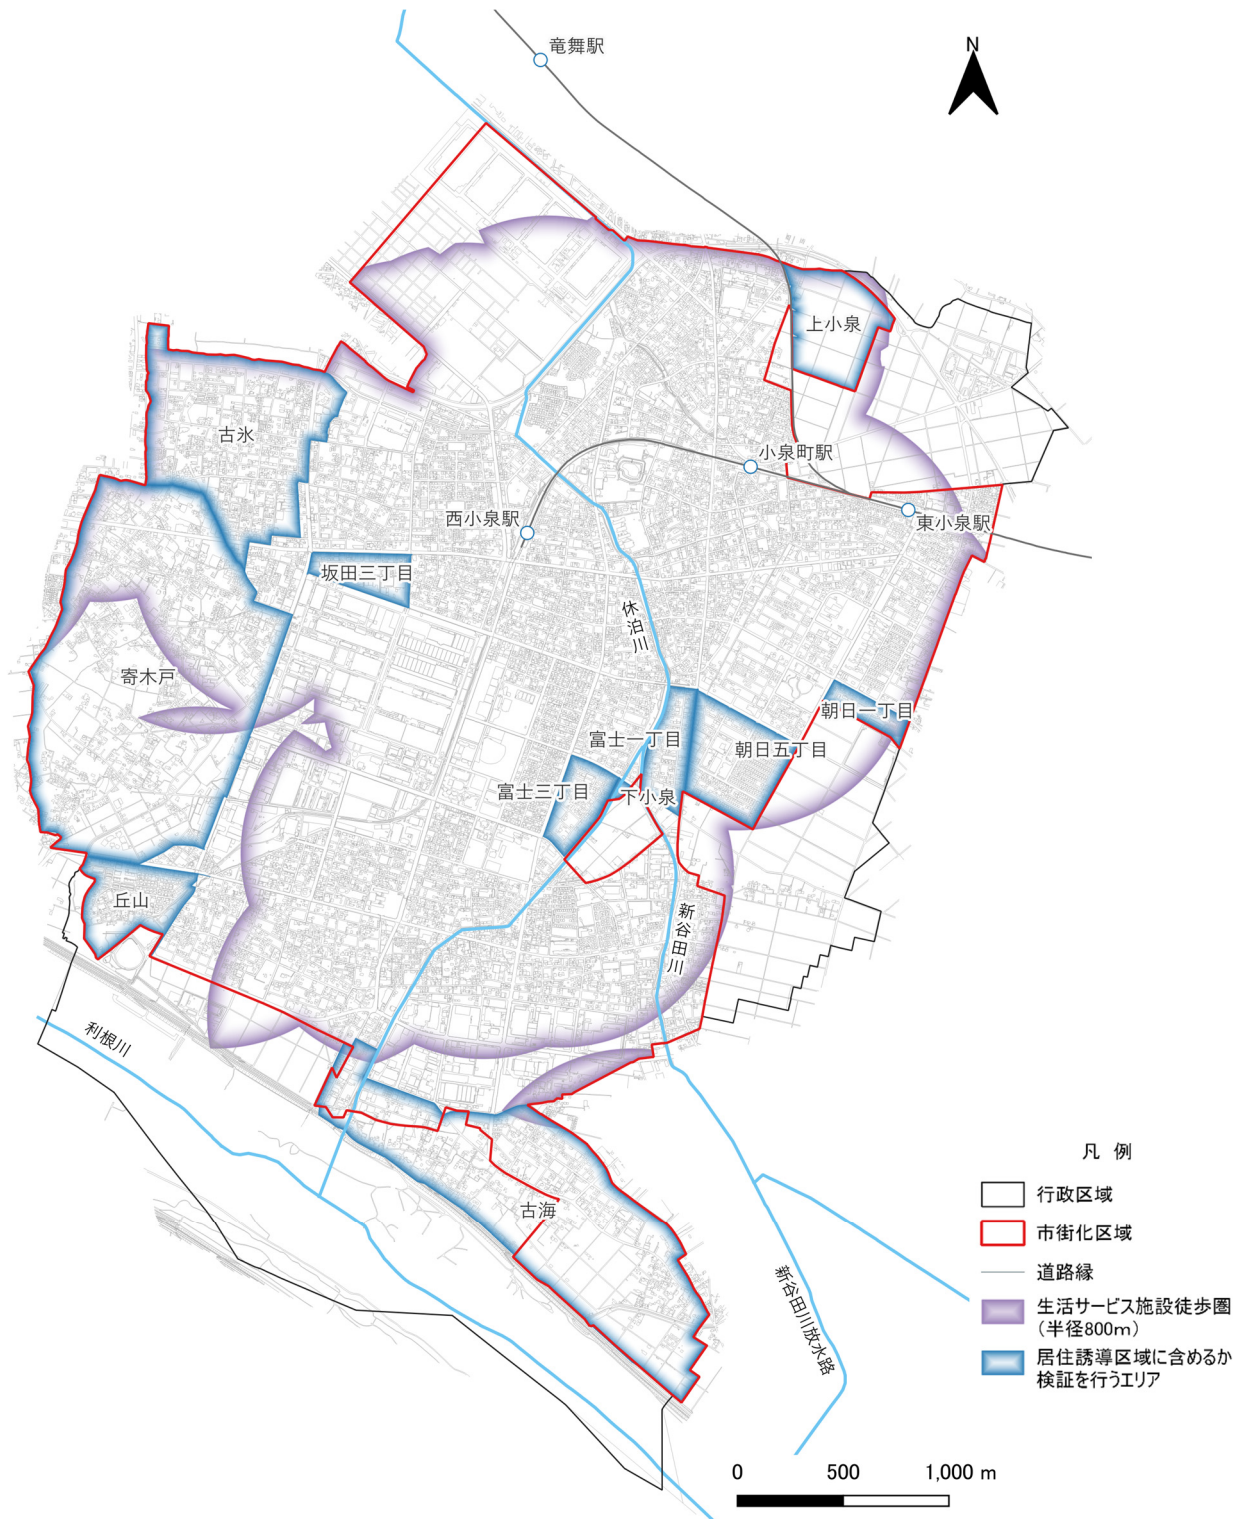 竜舞駅
N
上小泉
古氷
小泉町駅
西小泉駅
東小泉駅
坂田三丁目
休泊川
寄木戸
朝日一丁目
富士一丁目
朝日五丁目
富士三丁目
下小泉
丘山
新谷田川
利根川
古海
新谷田川放水路
凡 例
行政区域
市街化区域
道路縁
生活サービス施設徒歩圏
(半径800m)
居住誘導区域に含めるか
検証を行うエリア
0 500 1,000 m